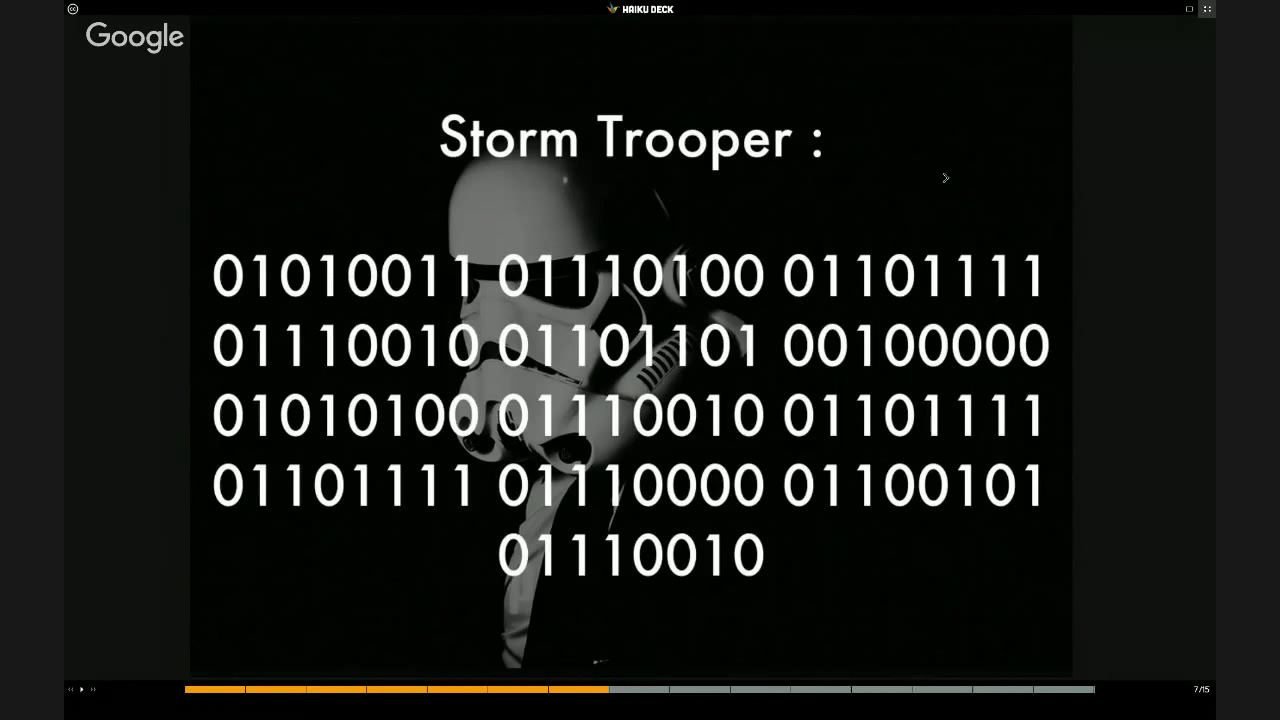 HAIKU DECK
Google
Storm Trooper :
01010011 01110100 01101111
01110010 01101101 00100000
01010100 01110010 01101111
01101111 01110000 01100101
01110010
7/15